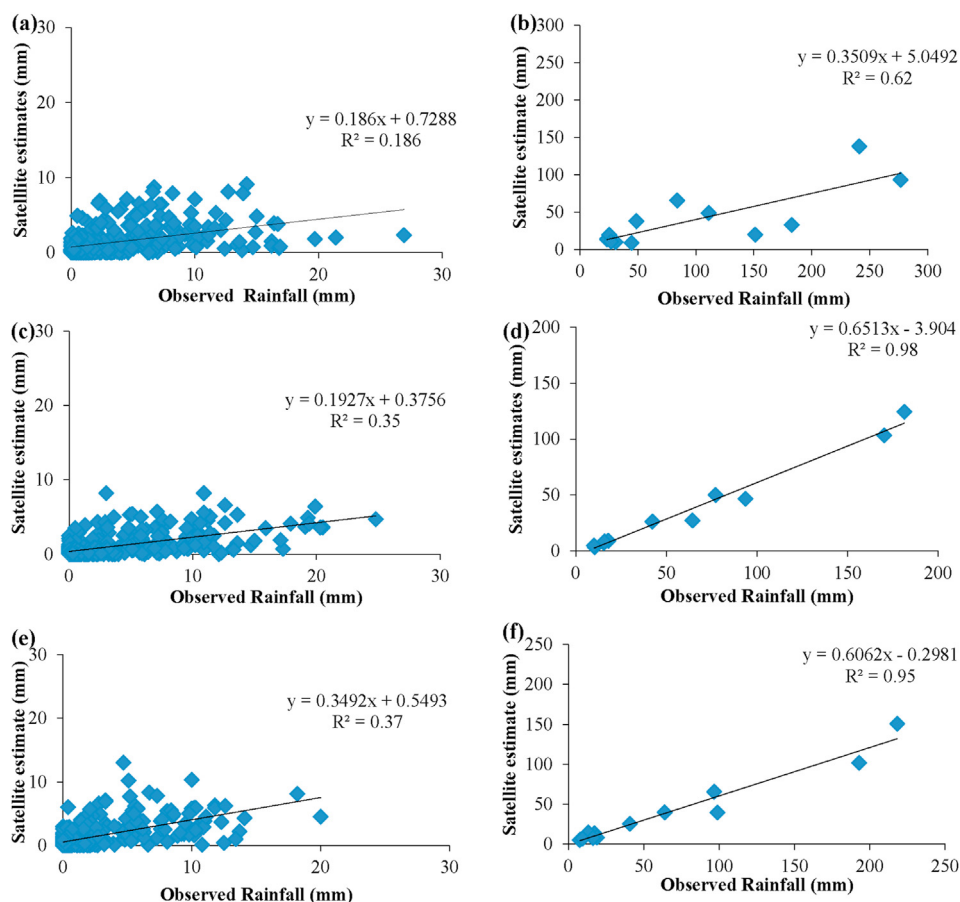 (a)
30
20
10
0
0
10
20
30
Satelllite estimates (mm)
y = 0.186x + 0.7288
R² = 0.186
Observed Rainfall (mm)
(b)
300
250
200
150
100
50
0
0
50
100
150
200
250
300
Satellite estimate (mm)
y = 0.3509x + 5.0492
R² = 0.62
Observed Rainfall (mm)
(c)
30
20
10
0
0
10
20
30
Satellite estimate (mm)
y = 0.1927x + 0.3756
R² = 0.35
Observed Rainfall (mm)
(d)
200
150
100
50
0
0
50
100
150
200
Satellite estimates (mm)
y = 0.6513x - 3.904
R² = 0.98
Observed Rainfall (mm)
(e)
30
20
10
0
0
10
20
30
Satellite estimate (mm)
y = 0.3492x + 0.5493
R² = 0.37
Observed Rainfall (mm)
(f)
250
200
150
100
50
0
0
50
100
150
200
250
Satellite estimate (mm)
y = 0.6062x - 0.2981
R² = 0.95
Observed Rainfall (mm)